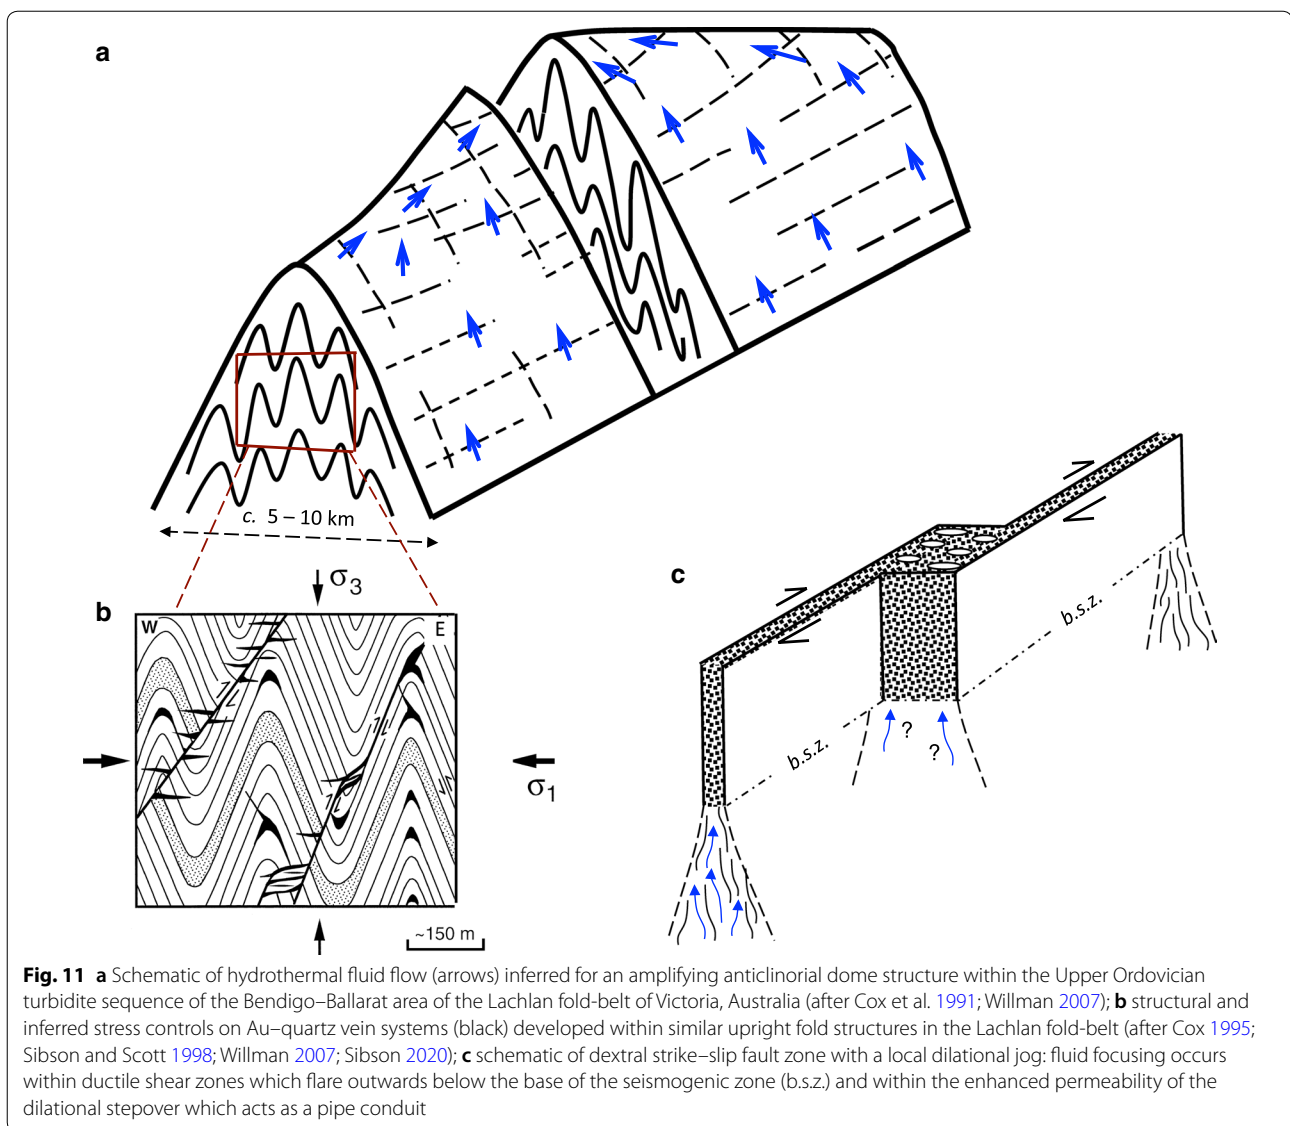 a
c. 5 – 10 km
σ3
b
W
E
σ1
~150 m
c
b.s.z.
b.s.z.
?
?
Fig. 11 a Schematic of hydrothermal fluid flow (arrows) inferred for an amplifying anticlinorial dome structure within the Upper Ordovician
turbidite sequence of the Bendigo–Ballarat area of the Lachlan fold-belt of Victoria, Australia (after Cox et al. 1991; Willman 2007); b structural and
inferred stress controls on Au–quartz vein systems (black) developed within similar upright fold structures in the Lachlan fold-belt (after Cox 1995;
Sibson and Scott 1998; Willman 2007; Sibson 2020); c schematic of dextral strike–slip fault zone with a local dilational jog: fluid focusing occurs
within ductile shear zones which flare outwards below the base of the seismogenic zone (b.s.z.) and within the enhanced permeability of the
dilational stepover which acts as a pipe conduit